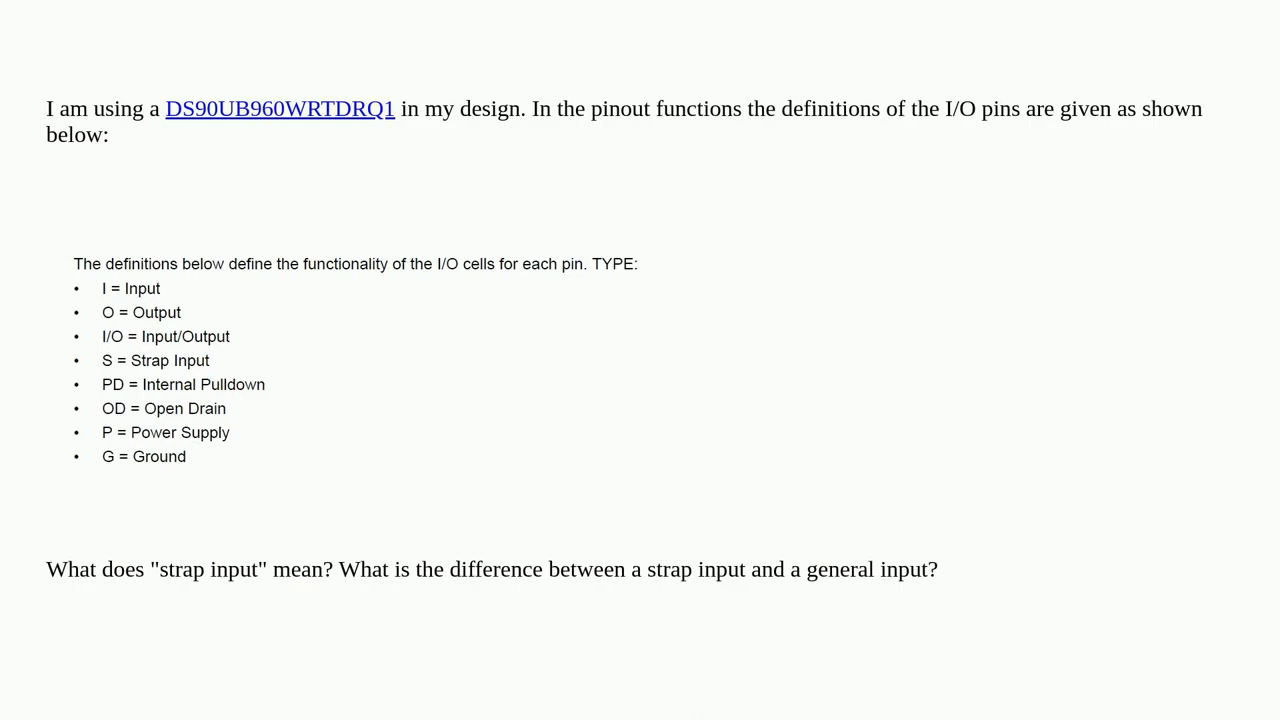 I am using a DS90UB960WRTDRQ1 in my design. In the pinout functions the definitions of the I/O pins are given as shown
below:
The definitions below define the functionality of the I/O cells for each pin. TYPE:
• I = Input
• O = Output
• I/O = Input/Output
• S = Strap Input
• PD = Internal Pulldown
• OD = Open Drain
• P = Power Supply
• G = Ground
What does "strap input" mean? What is the difference between a strap input and a general input?